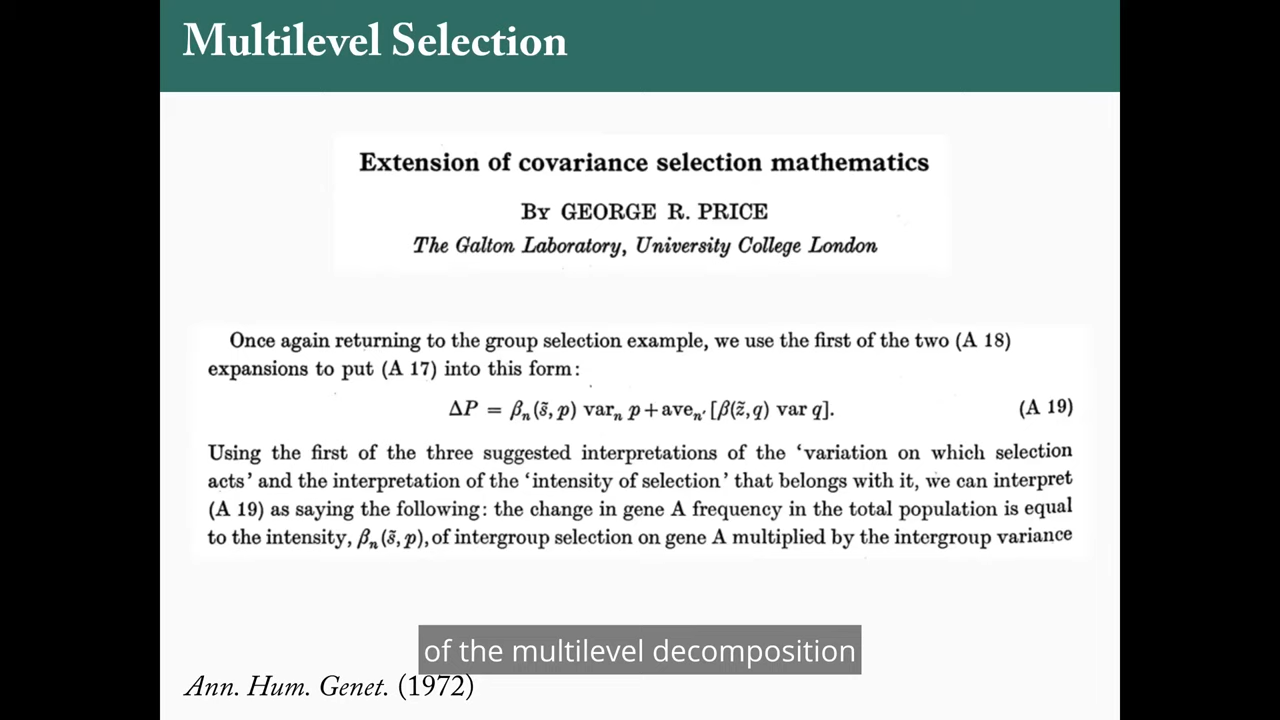 Multilevel Selection
Extension of covariance selection mathematics
By GEORGE R. PRICE
The Galton Laboratory, University College London
Once again returning to the group selection example, we use the first of the two (A 18)
expansions to put (A 17) into this form:
ΔP = βₙ(s̃, p) varₙ p + aveₙ′ [β(z̃, q) var q]. (A 19)
Using the first of the three suggested interpretations of the ‘variation on which selection
acts’ and the interpretation of the ‘intensity of selection’ that belongs with it, we can interpret
(A 19) as saying the following: the change in gene A frequency in the total population is equal
to the intensity, βₙ(s̃, p), of intergroup selection on gene A multiplied by the intergroup variance
of the multilevel decomposition
Ann. Hum. Genet. (1972)